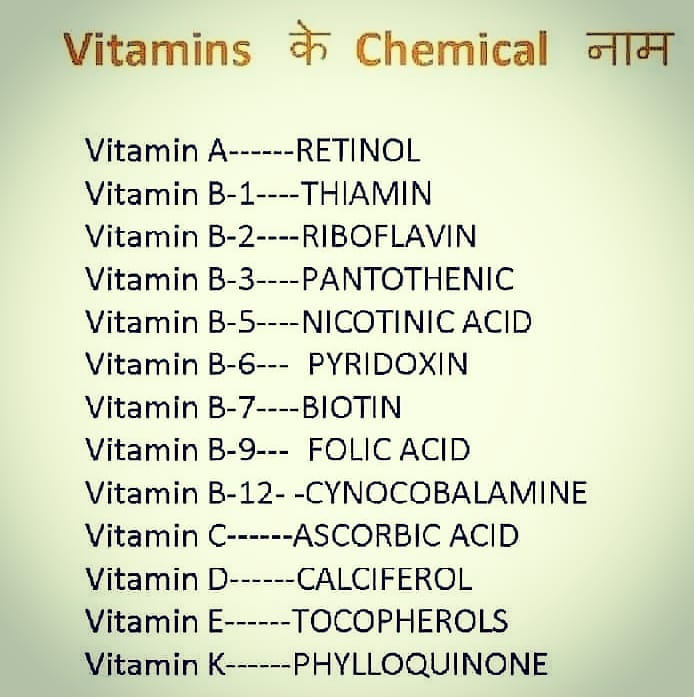 Vitamins के Chemical नाम
Vitamin A------RETINOL
Vitamin B-1----THIAMIN
Vitamin B-2----RIBOFLAVIN
Vitamin B-3----PANTOTHENIC
Vitamin B-5----NICOTINIC ACID
Vitamin B-6--- PYRIDOXIN
Vitamin B-7----BIOTIN
Vitamin B-9--- FOLIC ACID
Vitamin B-12- -CYNOCOBALAMINE
Vitamin C------ASCORBIC ACID
Vitamin D------CALCIFEROL
Vitamin E------TOCOPHEROLS
Vitamin K------PHYLLOQUINONE